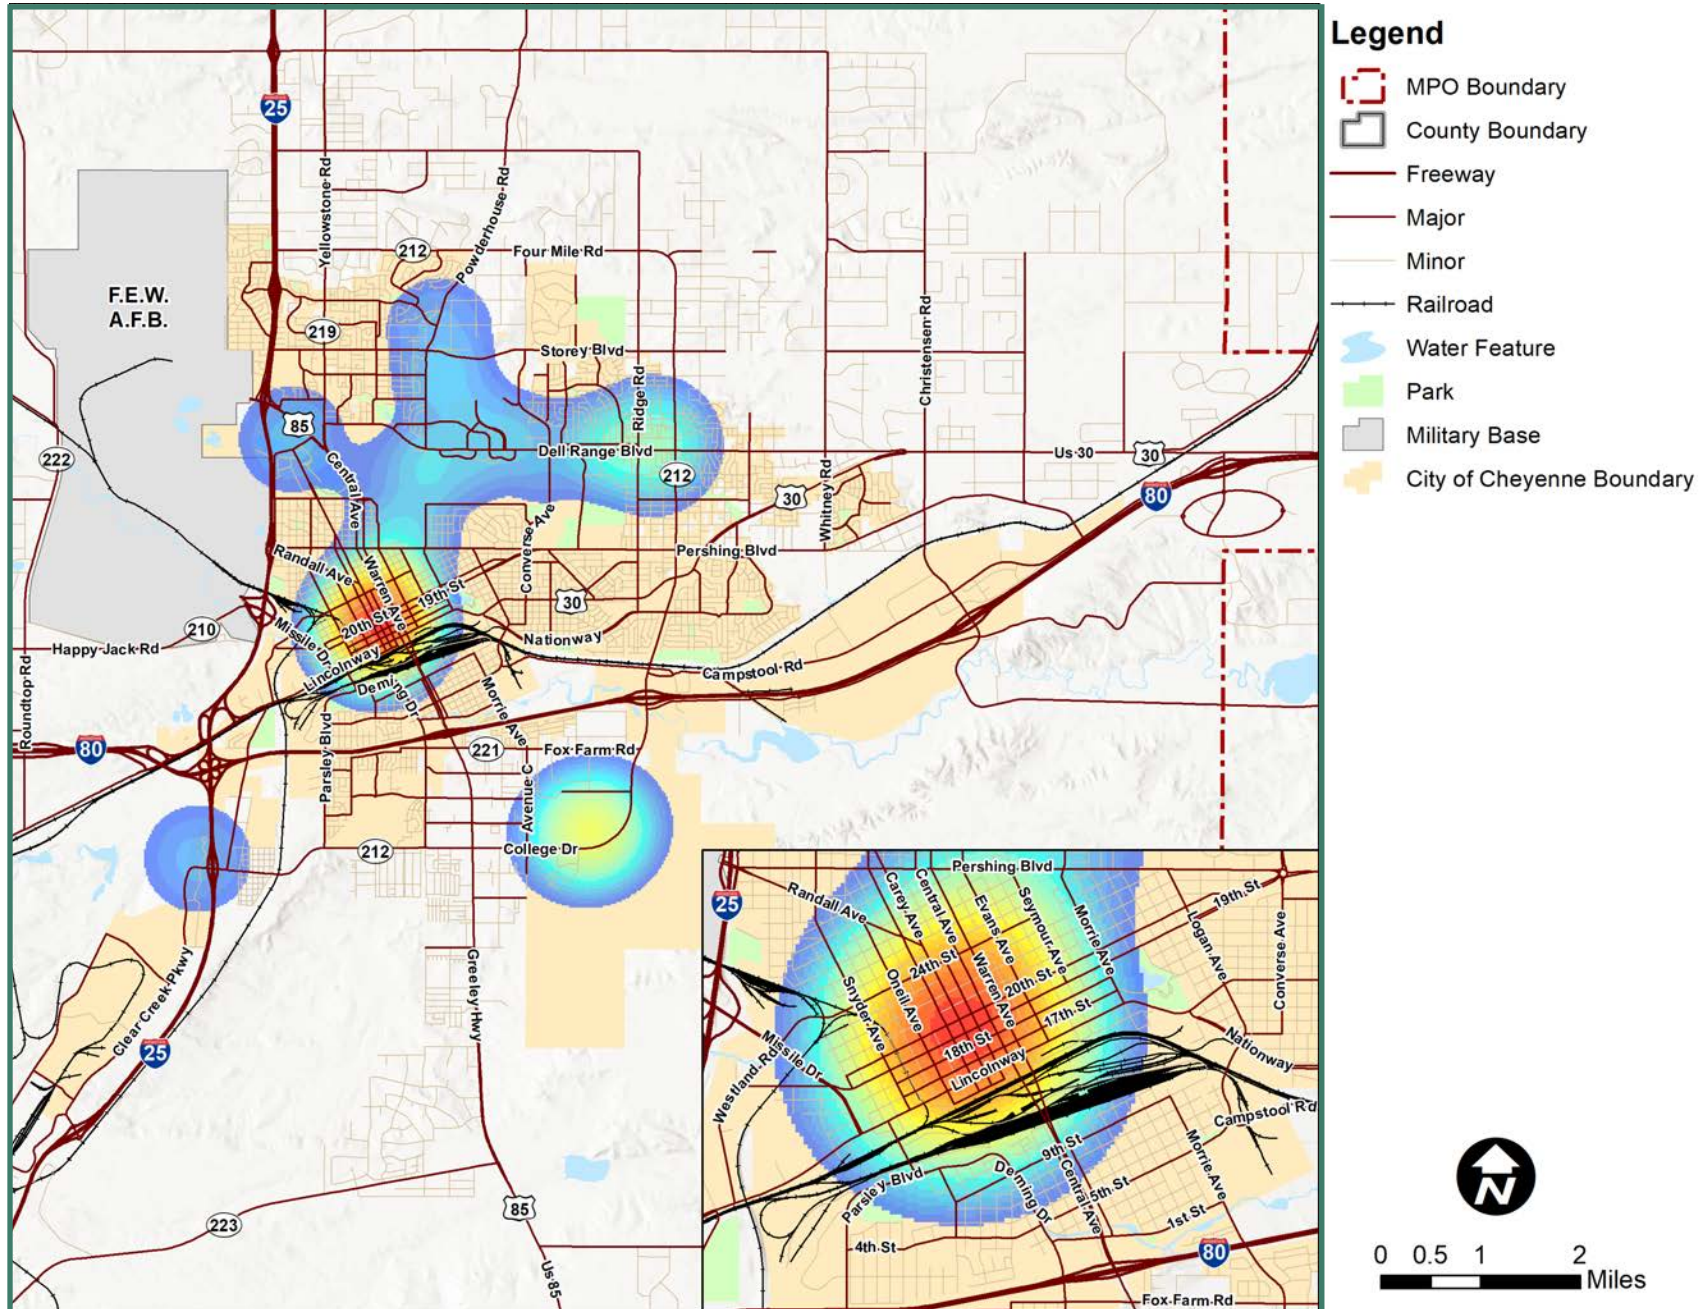 Legend
MPO Boundary
County Boundary
Freeway
Major
Minor
Railroad
Water Feature
Park
Military Base
City of Cheyenne Boundary
25
Yellowstone Rd
Powderhouse Rd
212
Four Mile Rd
F.E.W.
A.F.B.
219
Storey Blvd
Christensen Rd
Ridge Rd
85
222
Central Ave
Dell Range Blvd
212
Us 30
30
30
80
Whitney Rd
Converse Ave
Pershing Blvd
Randall Ave
Warren Ave
19th St
20th St
30
210
Missile Dr
Happy Jack Rd
Nationway
Lincolnway
Campstool Rd
Deming Dr
Morrie Ave
Roundtop Rd
Parsley Blvd
80
221
Fox Farm Rd
Avenue C
212
College Dr
Clear Creek Pkwy
Greeley Hwy
25
223
85
Us 85
Pershing Blvd
25
Randall Ave
Carey Ave
Central Ave
Evans Ave
Seymour Ave
Morrie Ave
19th St
Logan Ave
Converse Ave
24th St
20th St
Snyder Ave
Oneil Ave
Warren Ave
17th St
18th St
Missile Dr
Westland Rd
Lincolnway
Nationway
Campstool Rd
9th St
Parsley Blvd
Deming Dr
Central Ave
5th St
Morrie Ave
1st St
4th St
80
Fox Farm Rd
N
0 0.5 1 2
Miles